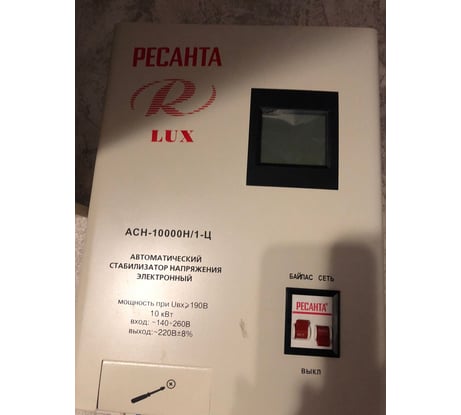 РЕСАНТА
R
LUX
АСН-10000Н/1-Ц
АВТОМАТИЧЕСКИЙ
СТАБИЛИЗАТОР НАПРЯЖЕНИЯ
ЭЛЕКТРОННЫЙ
мощность при Uвх≥190В
10 кВт
вход: ~140-260В
выход:~220В±8%
БАЙПАС СЕТЬ
РЕСАНТА
ВЫКЛ